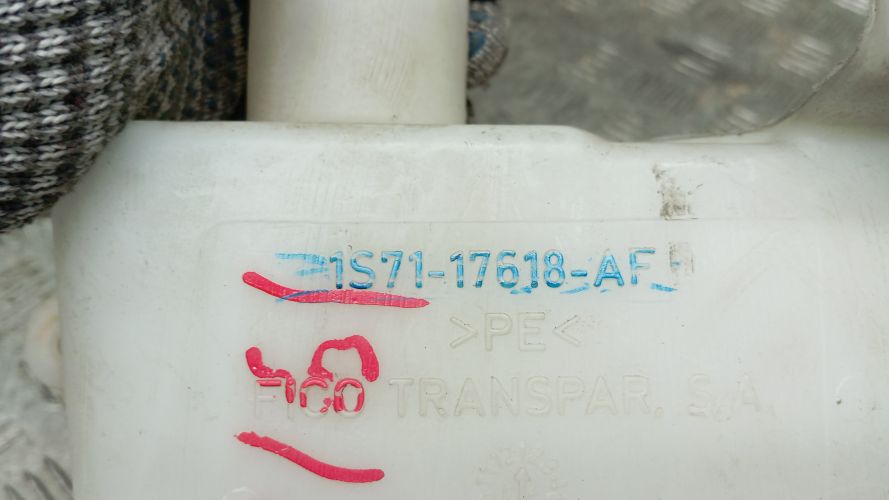 1S71-17618-AF
>PE<
FICO TRANSPAR, S.A.